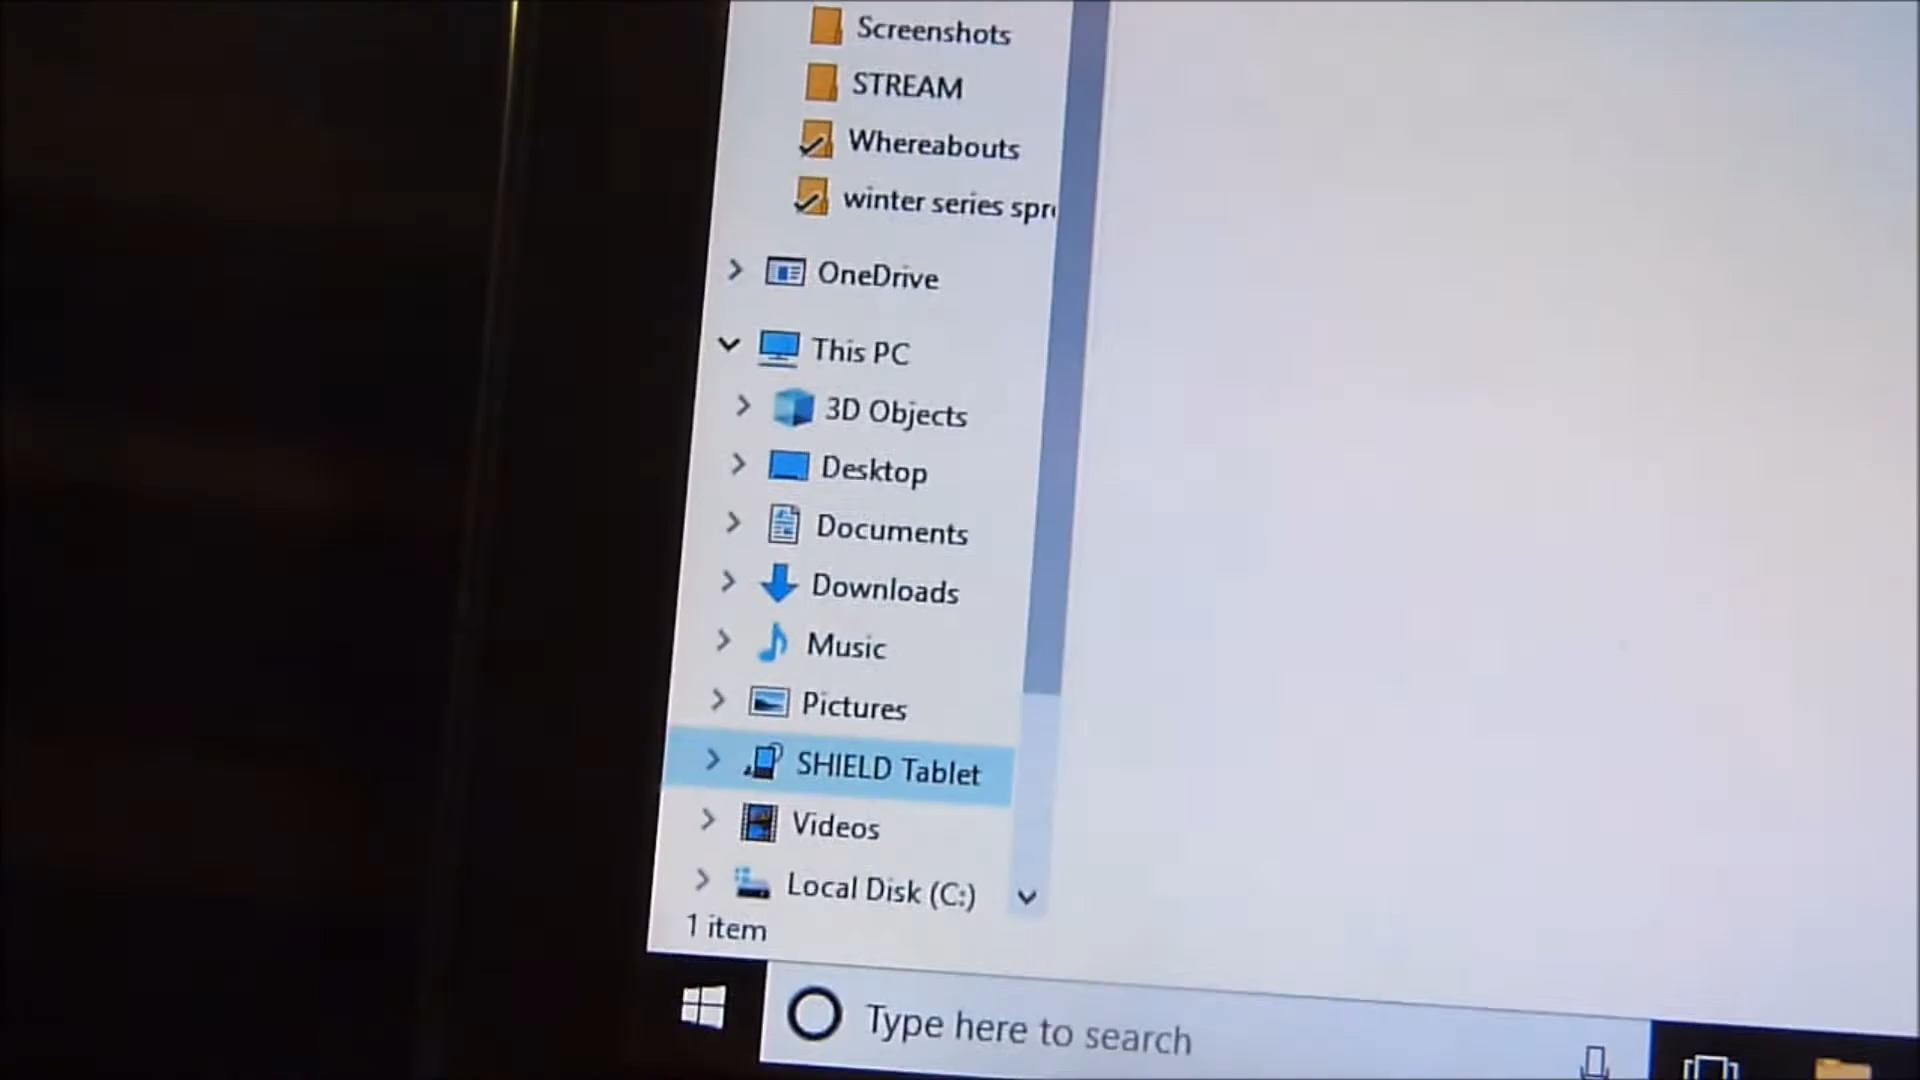 Screenshots
STREAM
Whereabouts
winter series spr
OneDrive
This PC
3D Objects
Desktop
Documents
Downloads
Music
Pictures
SHIELD Tablet
Videos
Local Disk (C:)
1 item
Type here to search